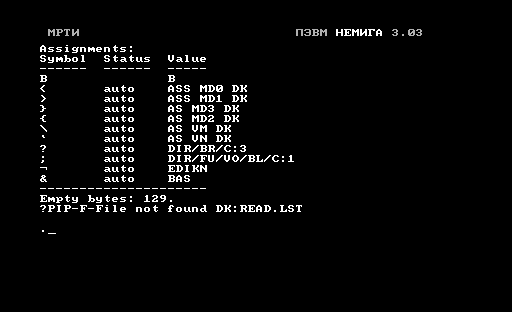 МРТИ ПЭВМ НЕМИГА 3.03
Assignments:
Symbol Status Value
------ ------ -----
B B
< auto ASS MD0 DK
> auto ASS MD1 DK
} auto AS MD3 DK
{ auto AS MD2 DK
\ auto AS VM DK
` auto AS VN DK
? auto DIR/BR/C:3
; auto DIR/FU/VO/BL/C:1
¬ auto EDIKN
& auto BAS
---------------------
Empty bytes: 129.
?PIP-F-File not found DK:READ.LST
._